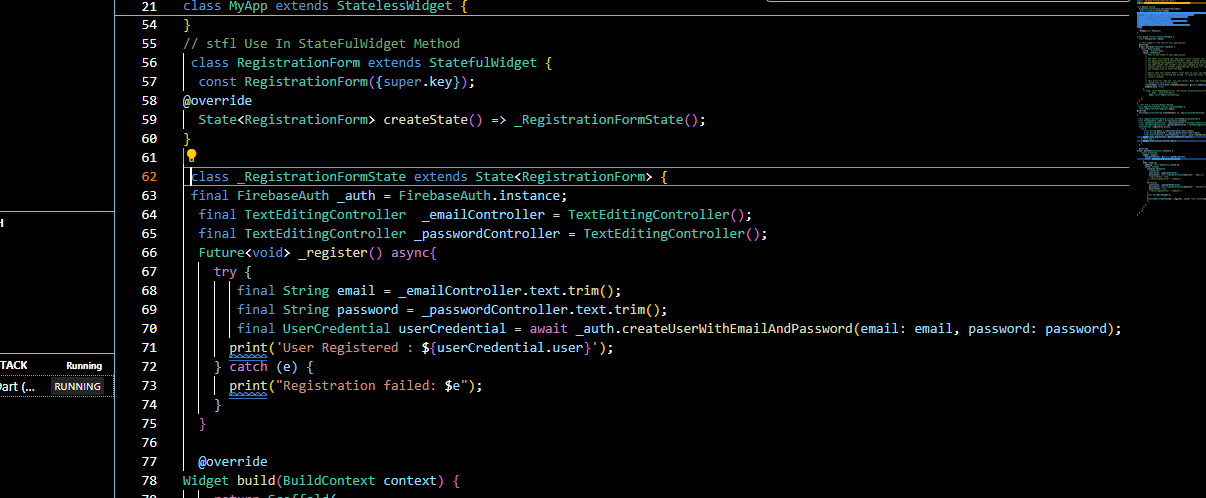 21 class MyApp extends StatelessWidget {
54 }
55 // stfl Use In StateFulWidget Method
56 class RegistrationForm extends StatefulWidget {
57 const RegistrationForm({super.key});
58 @override
59 State<RegistrationForm> createState() => _RegistrationFormState();
60 }
61
62 class _RegistrationFormState extends State<RegistrationForm> {
63 final FirebaseAuth _auth = FirebaseAuth.instance;
64 final TextEditingController  _emailController = TextEditingController();
65 final TextEditingController _passwordController = TextEditingController();
66 Future<void> _register() async{
67 try {
68 final String email = _emailController.text.trim();
69 final String password = _passwordController.text.trim();
70 final UserCredential userCredential = await _auth.createUserWithEmailAndPassword(email: email, password: password);
71 print('User Registered : ${userCredential.user}');
72 } catch (e) {
73 print("Registration failed: $e");
74 }
75 }
76
77 @override
78 Widget build(BuildContext context) {
TACK Running
art (... RUNNING